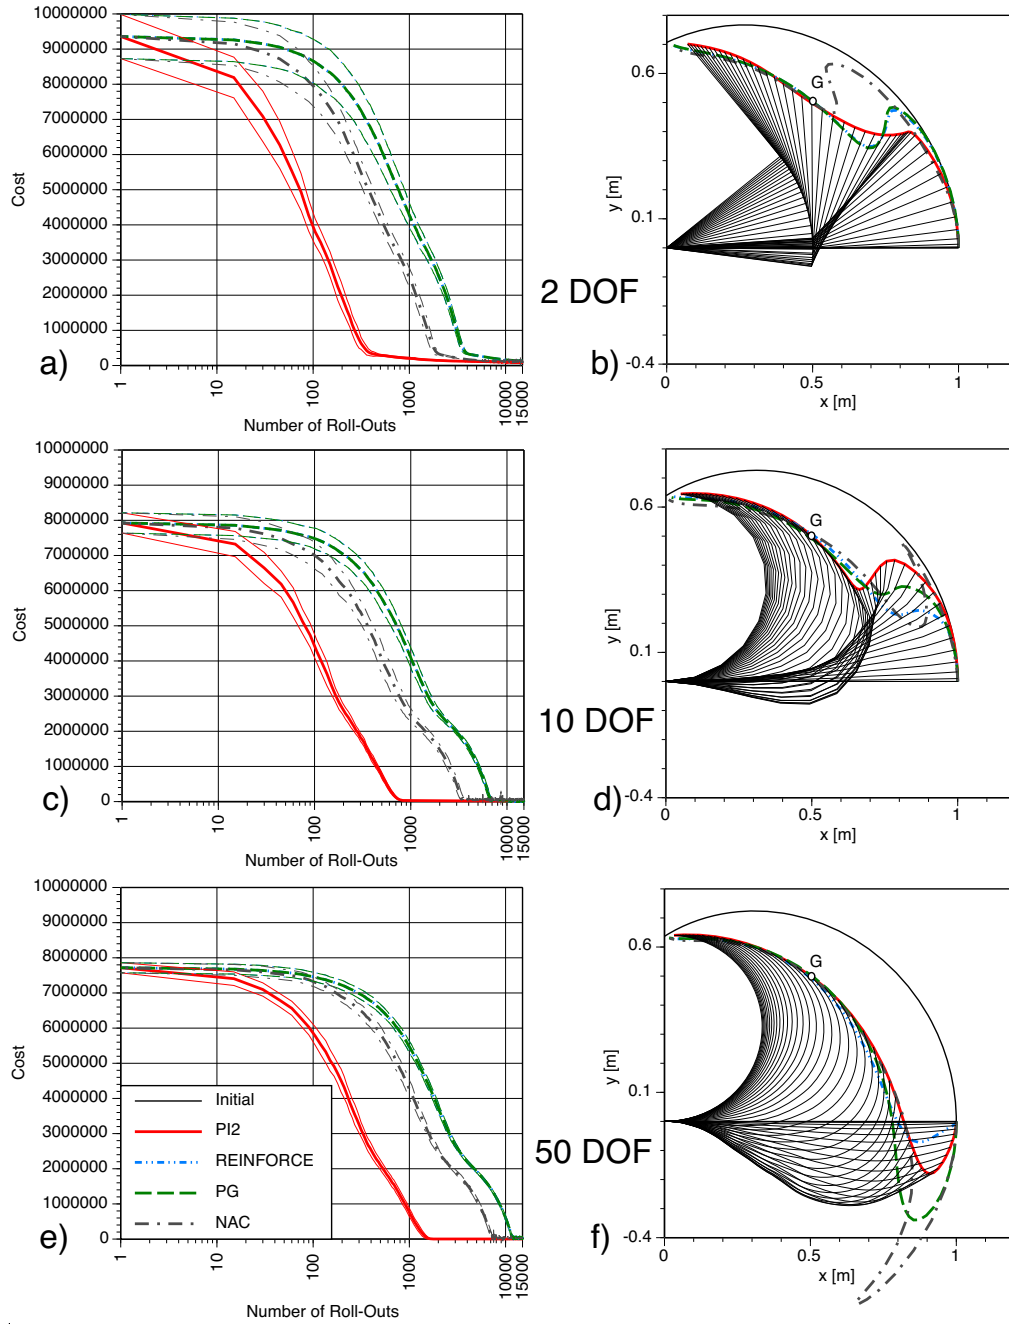 10000000
9000000
8000000
7000000
6000000
5000000
4000000
3000000
2000000
1000000
0
Cost
1
10
100
1000
15000
Number of Roll-Outs
a)
2 DOF
G
0.6
0.1
-0.4
y [m]
0
0.5
1
x [m]
b)
10000000
9000000
8000000
7000000
6000000
5000000
4000000
3000000
2000000
1000000
0
Cost
1
10
100
1000
10000
15000
Number of Roll-Outs
c)
10 DOF
G
0.6
0.1
-0.4
y [m]
0
0.5
1
x [m]
d)
10000000
9000000
8000000
7000000
6000000
5000000
4000000
3000000
2000000
1000000
0
Cost
Initial
PI2
REINFORCE
PG
NAC
1
10
100
1000
10000
15000
Number of Roll-Outs
e)
50 DOF
G
0.6
0.1
-0.4
y [m]
0
0.5
1
x [m]
f)